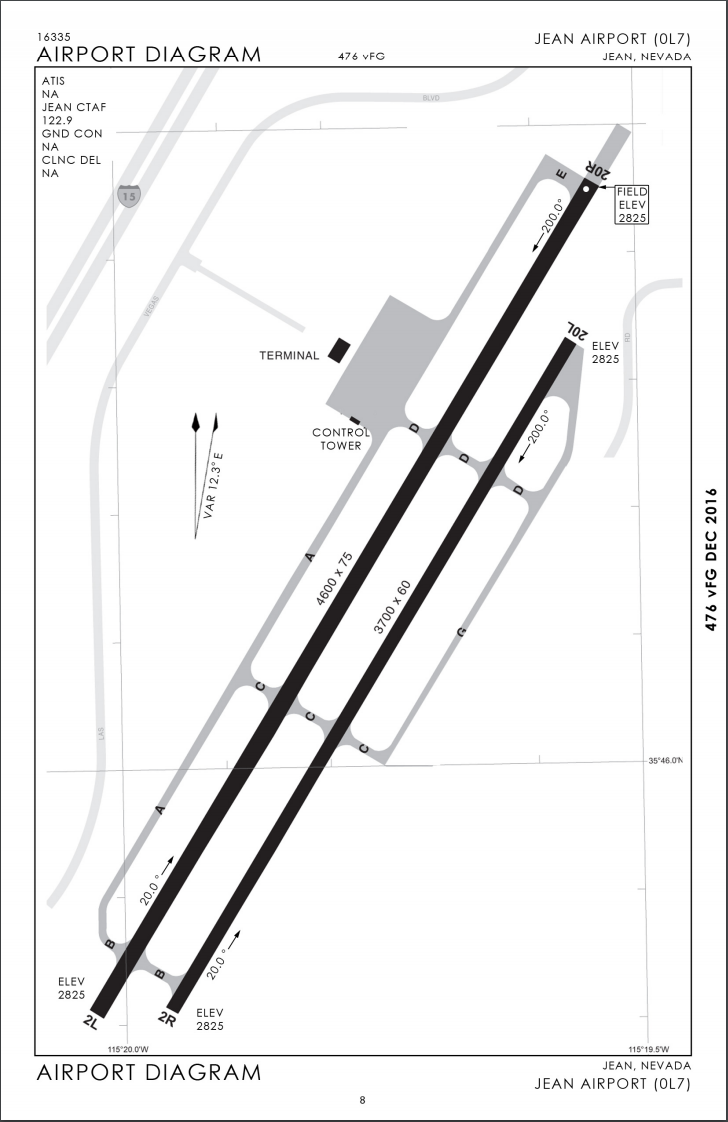 16335
AIRPORT DIAGRAM
476 vFG
JEAN AIRPORT (0L7)
JEAN, NEVADA
ATIS
NA
JEAN CTAF
122.9
GND CON
NA
CLNC DEL
NA
BLVD
15
E
20R
FIELD
ELEV
2825
200.0°
VEGAS
RD
20L
ELEV
2825
TERMINAL
CONTROL
TOWER
D
D
D
200.0°
VAR 12.3° E
A
4600 x 75
3700 x 60
G
476 vFG DEC 2016
C
C
C
LAS
35°46.0'N
A
20.0°
20.0°
B
B
ELEV
2825
2L
2R
ELEV
2825
115°20.0'W
115°19.5'W
AIRPORT DIAGRAM
JEAN, NEVADA
JEAN AIRPORT (0L7)
8